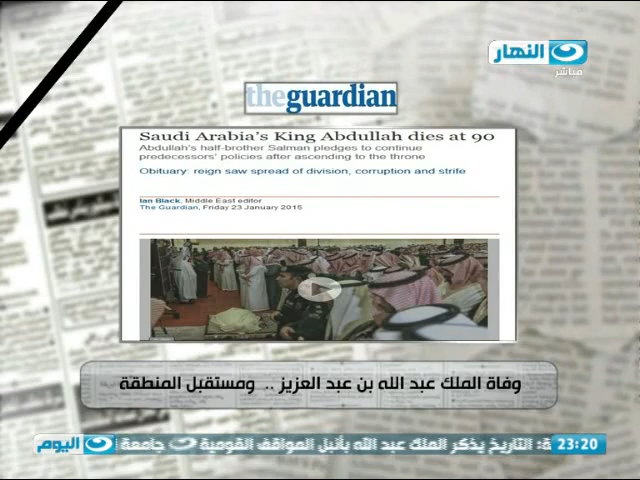 النهار
مباشر
theguardian
Saudi Arabia's King Abdullah dies at 90
Abdullah's half-brother Salman pledges to continue
predecessors' policies after ascending to the throne
Obituary: reign saw spread of division, corruption and strife
Ian Black, Middle East editor
The Guardian, Friday 23 January 2015
وفاة الملك عبد الله بن عبد العزيز .. ومستقبل المنطقة
23:20 ة: التاريخ يذكر الملك عبد الله بأنبل المواقف القومية جامعة اليوم